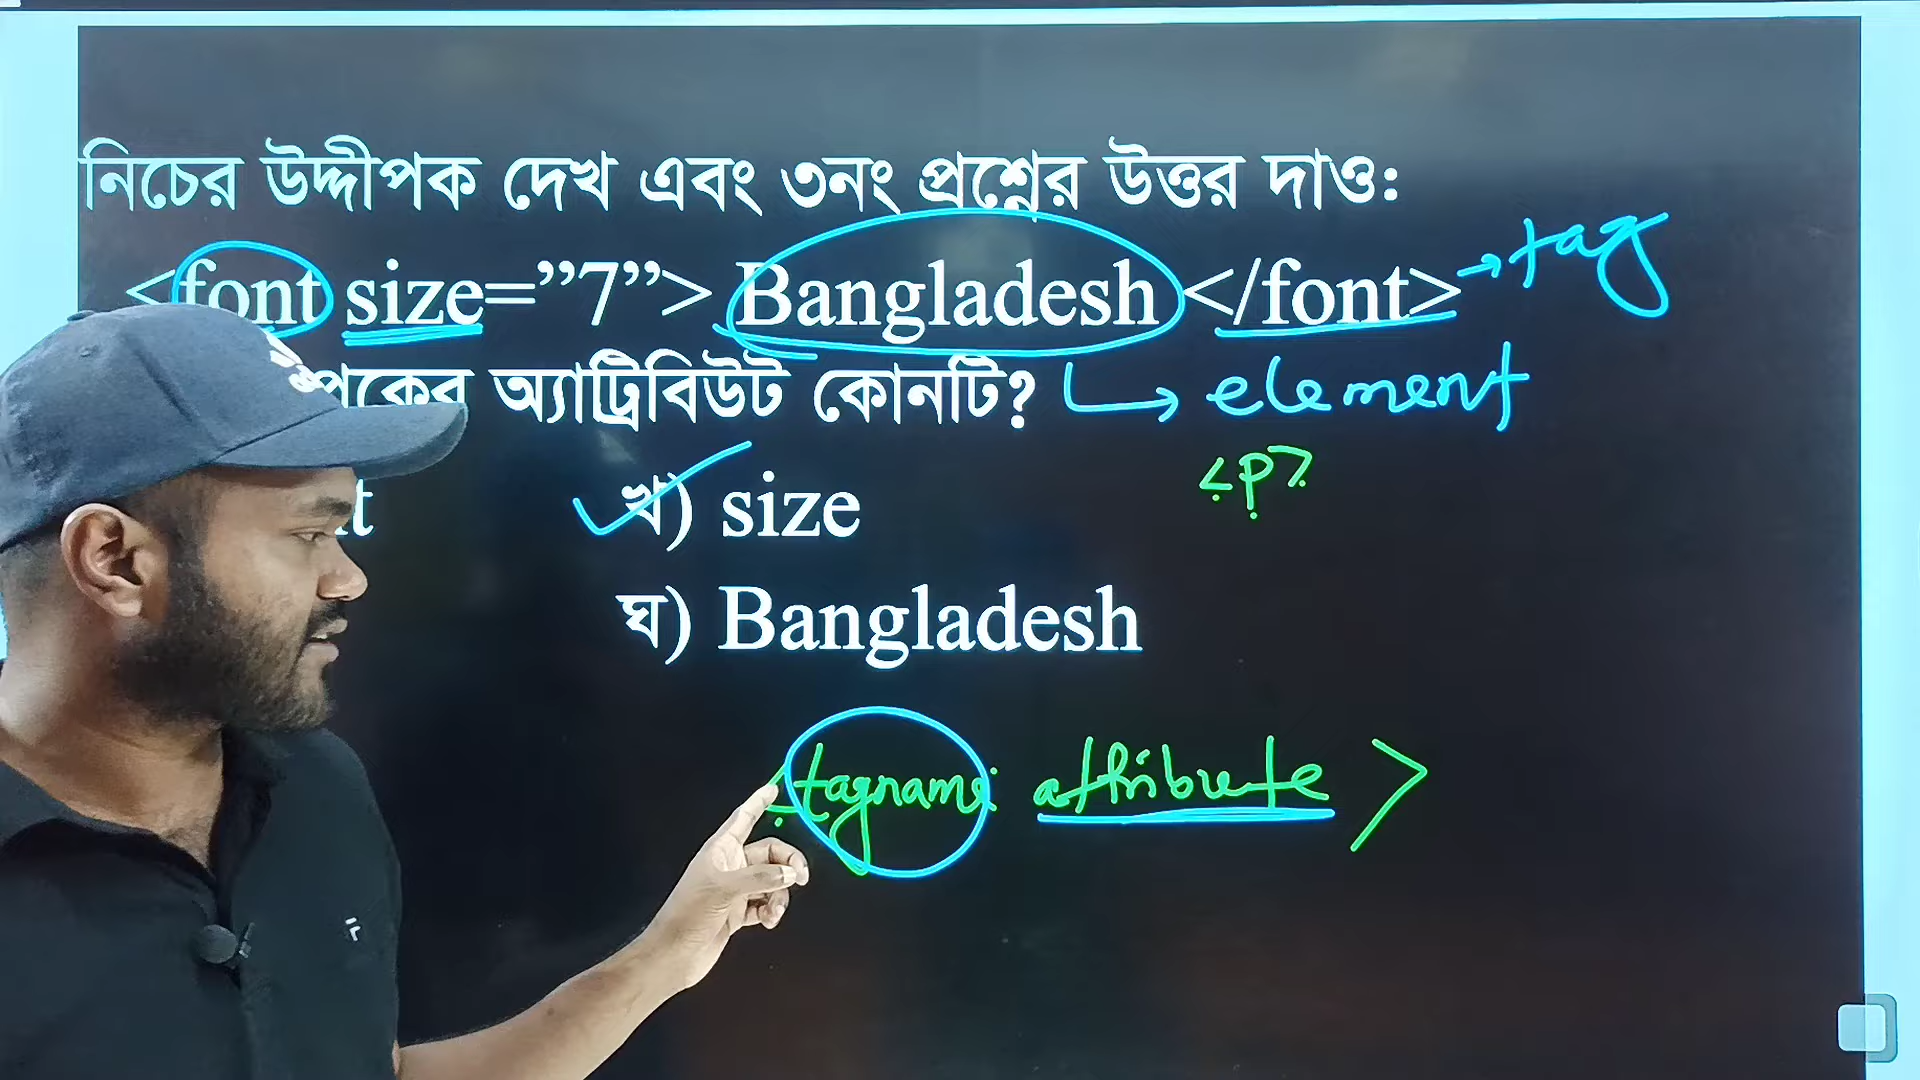 নিচের উদ্দীপক দেখ এবং ৩নং প্রশ্নের উত্তর দাওঃ
<font size=”7”> Bangladesh </font> → tag
অ্যাট্রিবিউট কোনটি? → element
<p>
খ) size
ঘ) Bangladesh
<tagname attribute >